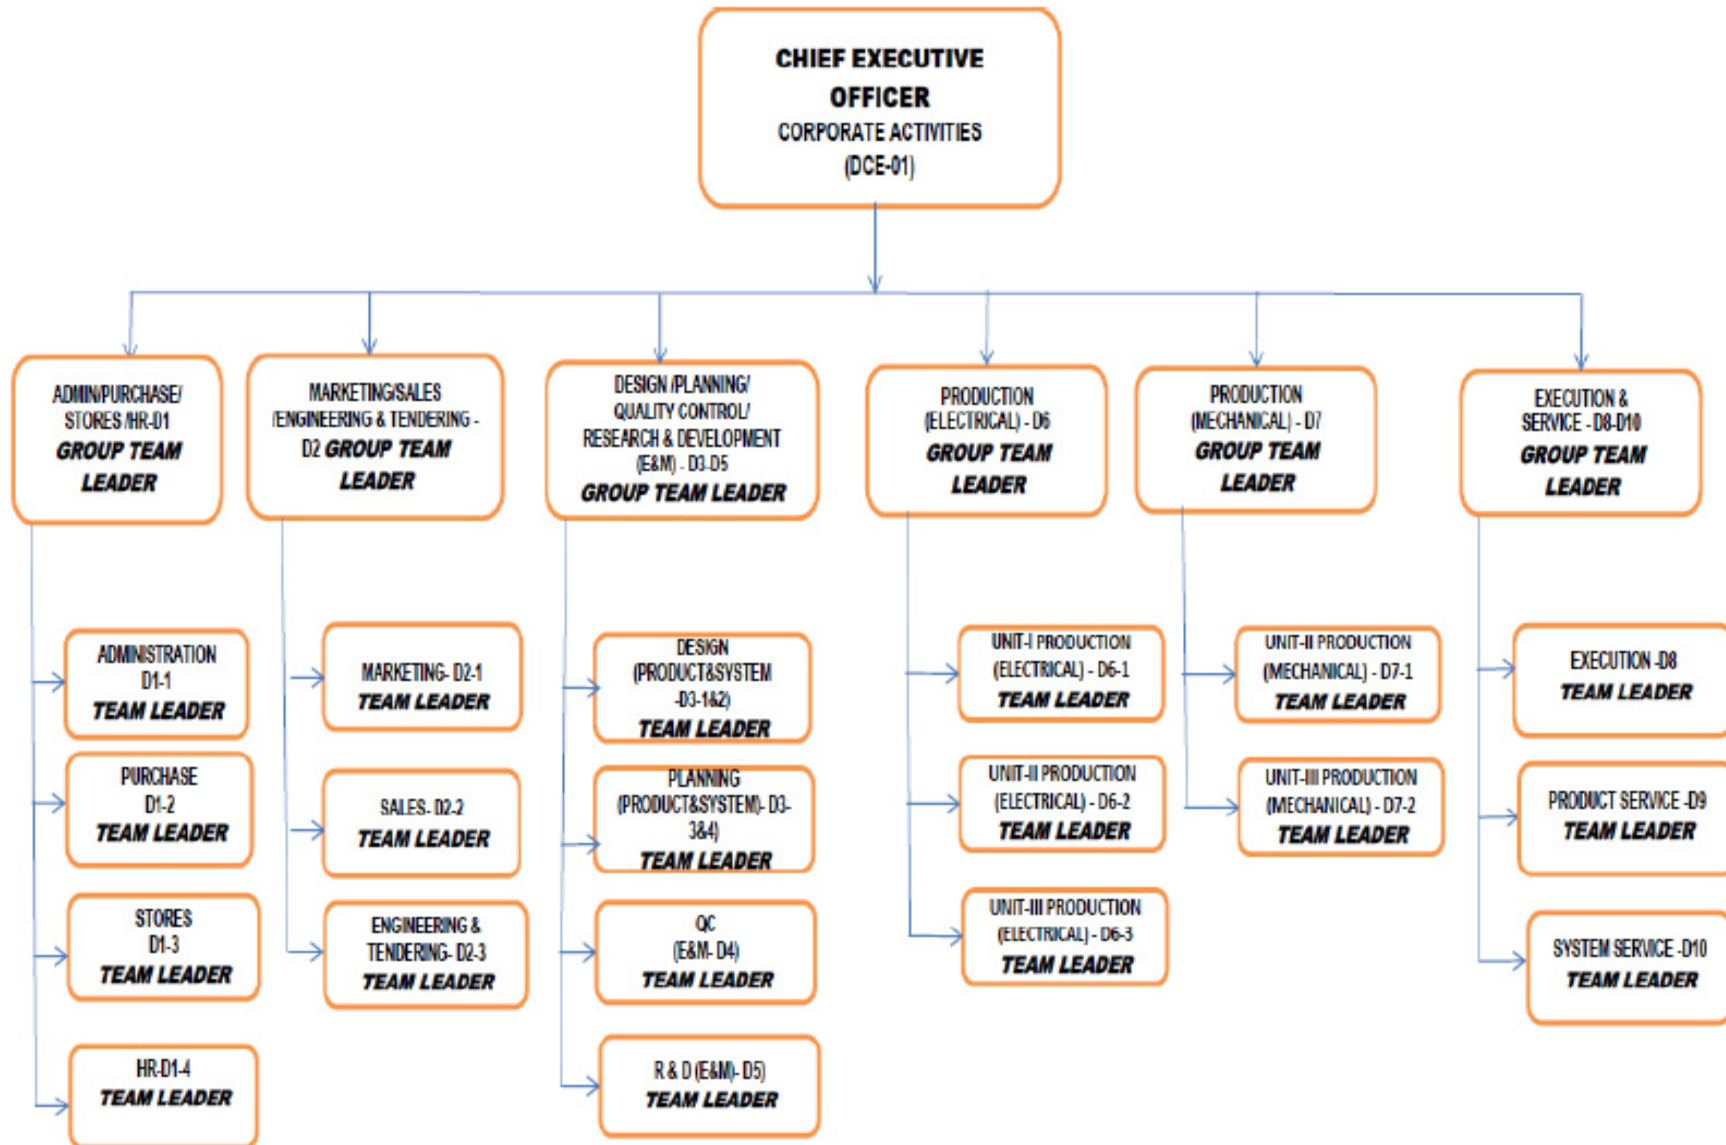 CHIEF EXECUTIVE
OFFICER
CORPORATE ACTIVITIES
(DCE-01)
ADMIN/PURCHASE/
STORES /HR-D1
GROUP TEAM
LEADER
MARKETING/SALES
/ENGINEERING & TENDERING -
D2 GROUP TEAM
LEADER
DESIGN /PLANNING/
QUALITY CONTROL/
RESEARCH & DEVELOPMENT
(E&M) - D3-D5
GROUP TEAM LEADER
PRODUCTION
(ELECTRICAL) - D6
GROUP TEAM
LEADER
PRODUCTION
(MECHANICAL) - D7
GROUP TEAM
LEADER
EXECUTION &
SERVICE - D8-D10
GROUP TEAM
LEADER
ADMINISTRATION
D1-1
TEAM LEADER
PURCHASE
D1-2
TEAM LEADER
STORES
D1-3
TEAM LEADER
HR-D1-4
TEAM LEADER
MARKETING- D2-1
TEAM LEADER
SALES- D2-2
TEAM LEADER
ENGINEERING &
TENDERING- D2-3
TEAM LEADER
DESIGN
(PRODUCT&SYSTEM
-D3-1&2)
TEAM LEADER
PLANNING
(PRODUCT&SYSTEM)- D3-
3&4)
TEAM LEADER
QC
(E&M- D4)
TEAM LEADER
R & D (E&M)- D5)
TEAM LEADER
UNIT-I PRODUCTION
(ELECTRICAL) - D6-1
TEAM LEADER
UNIT-II PRODUCTION
(ELECTRICAL) - D6-2
TEAM LEADER
UNIT-III PRODUCTION
(ELECTRICAL) - D6-3
TEAM LEADER
UNIT-II PRODUCTION
(MECHANICAL) - D7-1
TEAM LEADER
UNIT-III PRODUCTION
(MECHANICAL) - D7-2
TEAM LEADER
EXECUTION -D8
TEAM LEADER
PRODUCT SERVICE -D9
TEAM LEADER
SYSTEM SERVICE -D10
TEAM LEADER